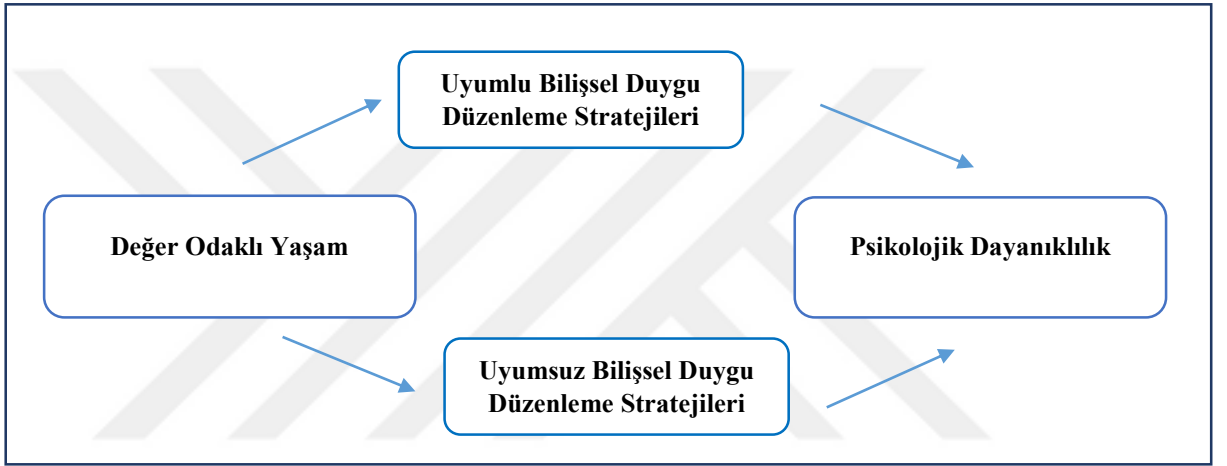 Uyumlu Bilişsel Duygu
Düzenleme Stratejileri
Değer Odaklı Yaşam
Psikolojik Dayanıklılık
Uyumsuz Bilişsel Duygu
Düzenleme Stratejileri